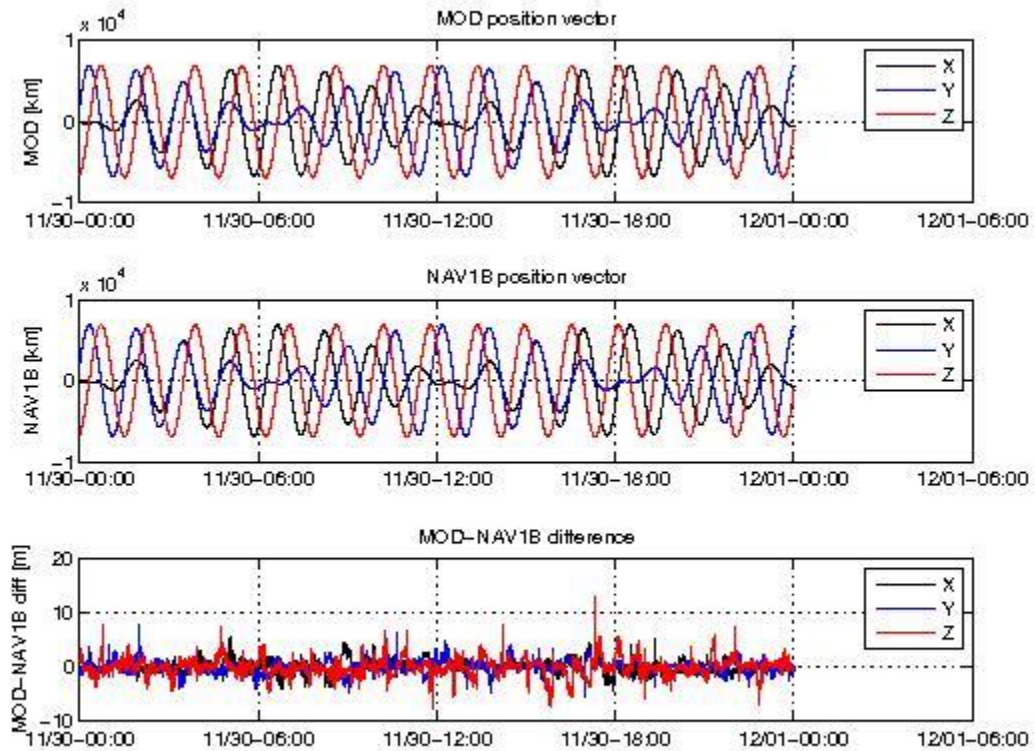 MOD position vector
x 10^4
1
0
−1
MOD [km]
X
Y
Z
11/30−00:00 11/30−06:00 11/30−12:00 11/30−18:00 12/01−00:00 12/01−06:00
NAV1B position vector
x 10^4
1
0
−1
NAV1B [km]
X
Y
Z
11/30−00:00 11/30−06:00 11/30−12:00 11/30−18:00 12/01−00:00 12/01−06:00
MOD−NAV1B difference
20
10
0
−10
MOD−NAV1B diff [m]
X
Y
Z
11/30−00:00 11/30−06:00 11/30−12:00 11/30−18:00 12/01−00:00 12/01−06:00